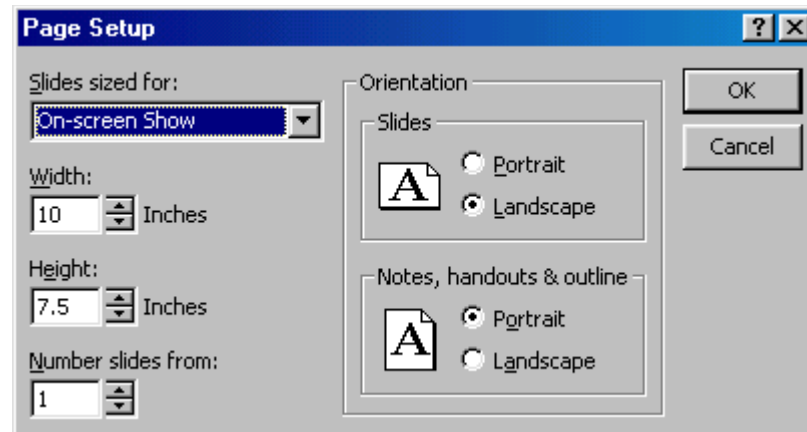 Page Setup
Slides sized for:
On-screen Show
Width:
10 Inches
Height:
7.5 Inches
Number slides from:
1
Orientation
Slides
A
Portrait
Landscape
Notes, handouts & outline
A
Portrait
Landscape
OK
Cancel